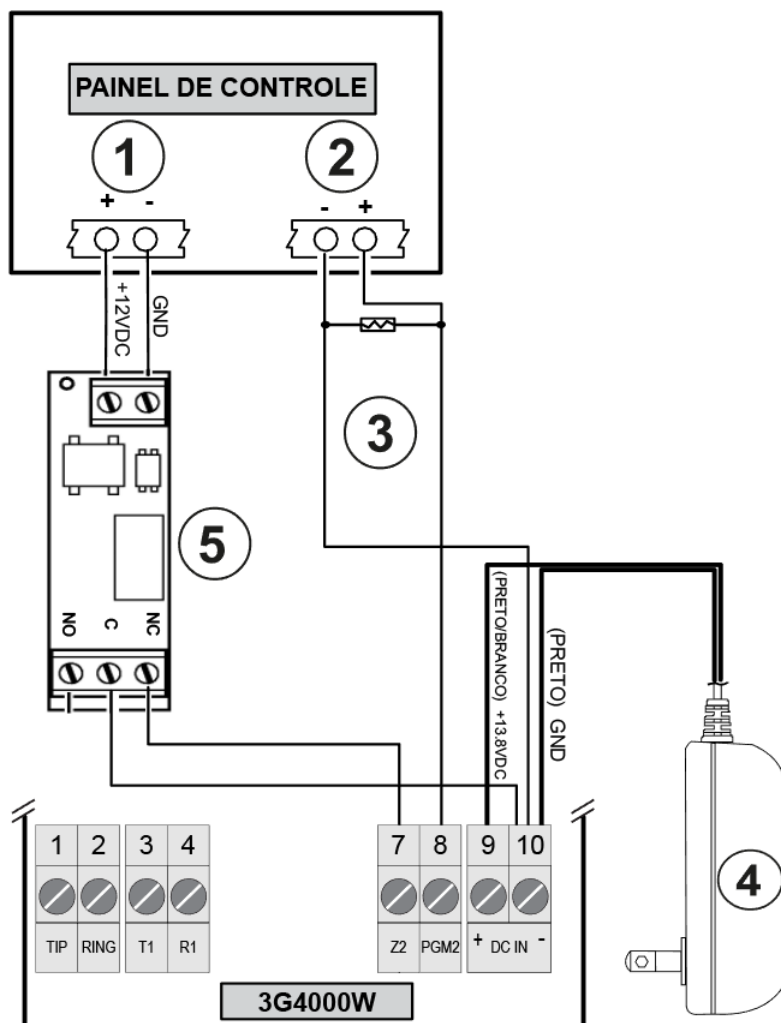 PAINEL DE CONTROLE
1
2
+ -
- +
+12VDC
GND
3
5
NO C NC
(PRETO/BRANCO) +13.8VDC
(PRETO) GND
4
1 2 3 4 7 8 9 10
TIP RING T1 R1 Z2 PGM2 + DC IN -
3G4000W